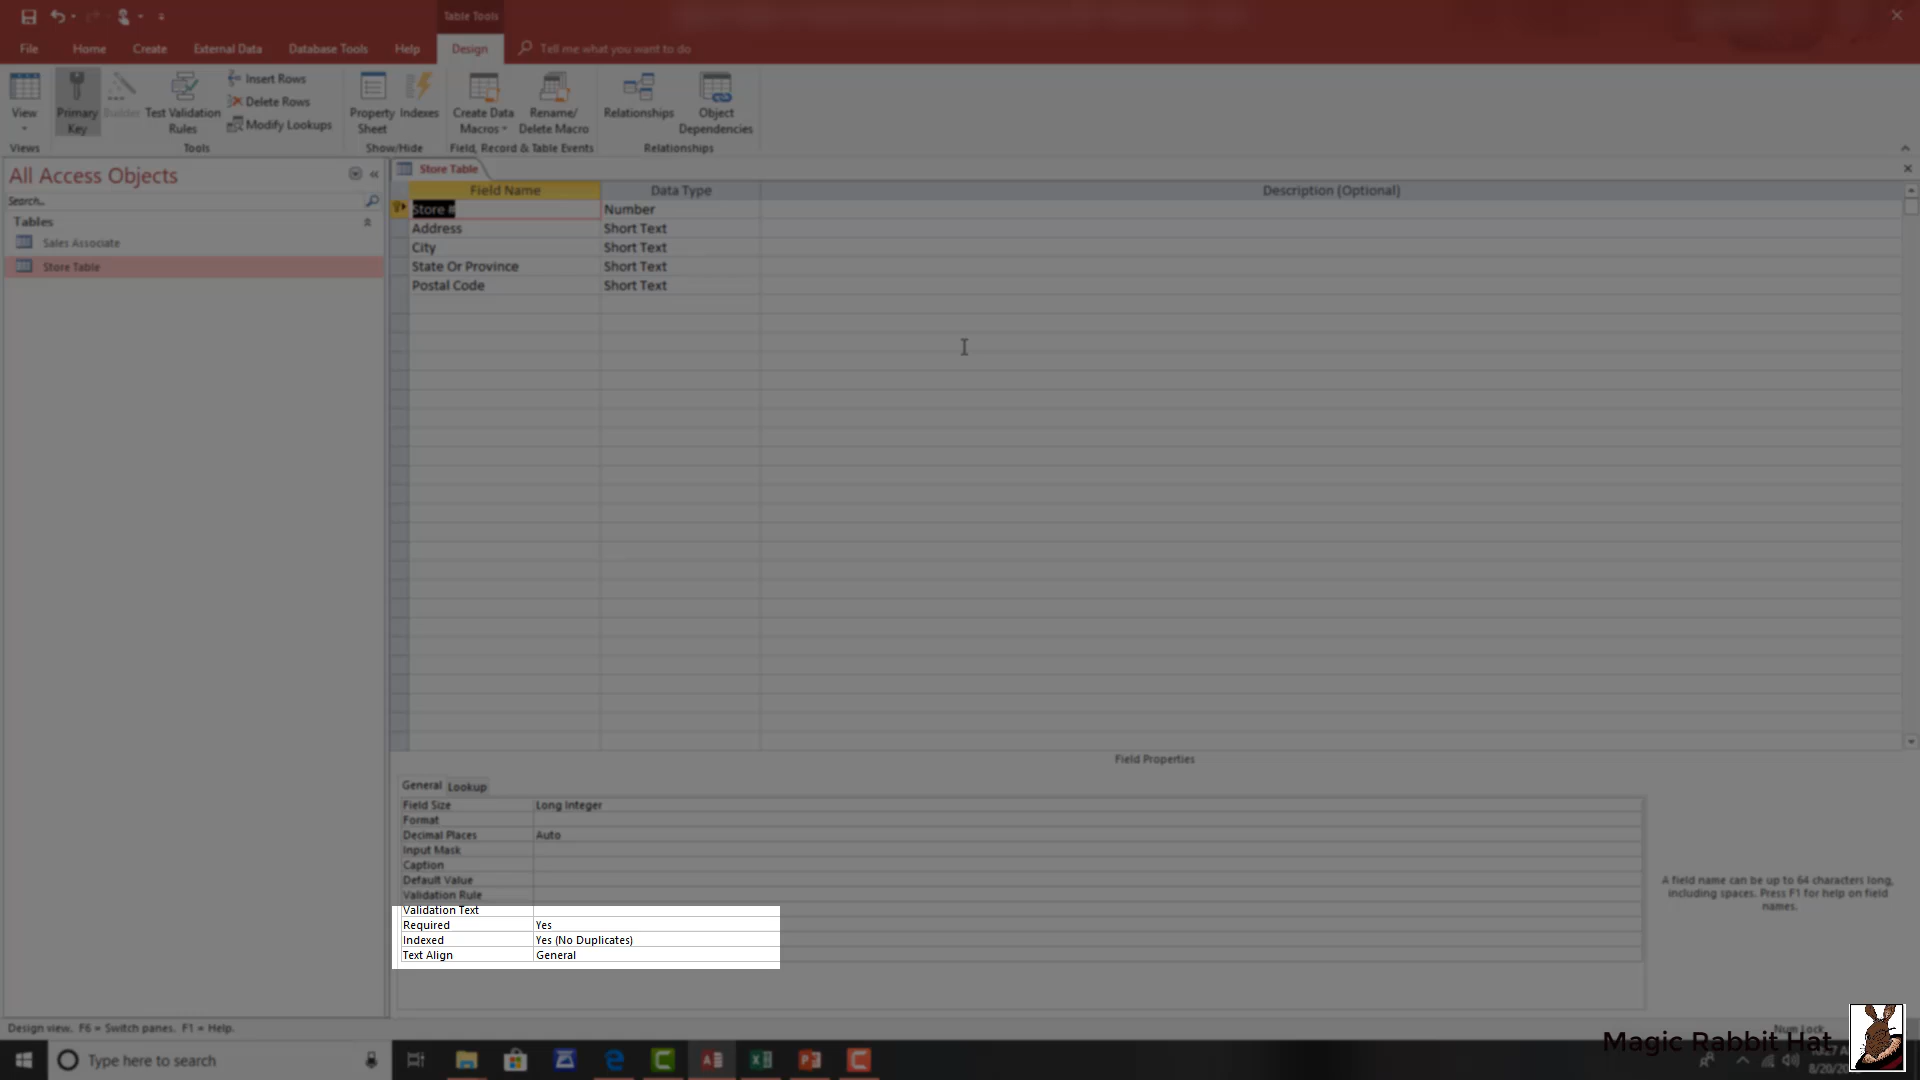 Table Tools
File Home Create External Data Database Tools Help Design Tell me what you want to do
View
Primary Key
Builder
Test Validation Rules
Insert Rows
Delete Rows
Modify Lookups
Property Sheet
Indexes
Create Data Macros
Rename/ Delete Macro
Relationships
Object Dependencies
Views Tools Show/Hide Field, Record & Table Events Relationships
All Access Objects
Search...
Tables
Sales Associate
Store Table
Store Table
Field Name Data Type Description (Optional)
Store # Number
Address Short Text
City Short Text
State Or Province Short Text
Postal Code Short Text
Field Properties
General Lookup
Field Size Long Integer
Format
Decimal Places Auto
Input Mask
Caption
Default Value
Validation Rule
Validation Text
Required Yes
Indexed Yes (No Duplicates)
Text Align General
A field name can be up to 64 characters long,
including spaces. Press F1 for help on field
names.
Design view. F6 = Switch panes. F1 = Help.
Num Lock
Magic Rabbit Hat
Type here to search